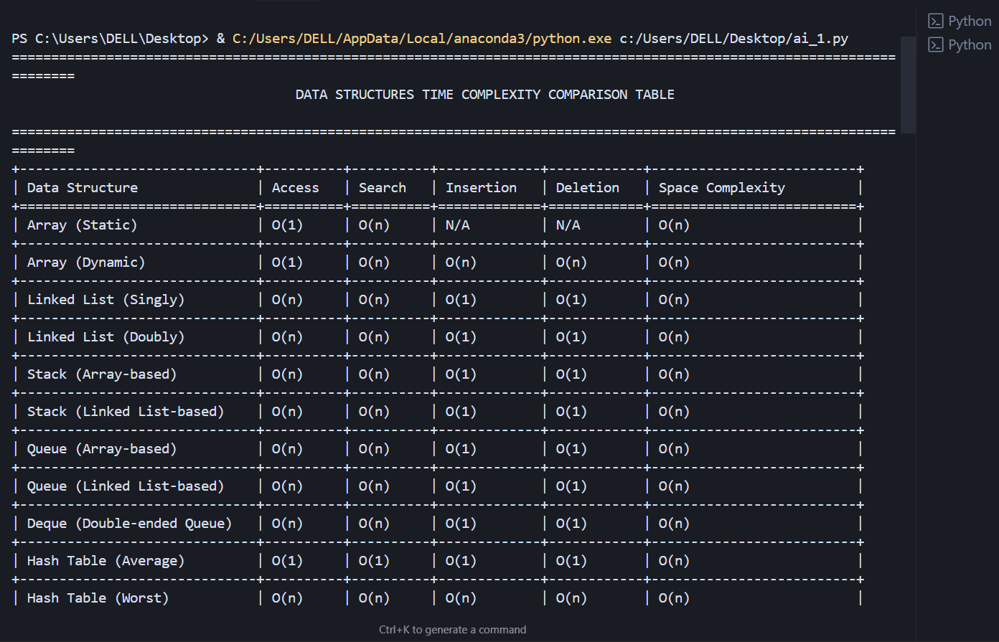 PS C:\Users\DELL\Desktop> & C:/Users/DELL/AppData/Local/anaconda3/python.exe c:/Users/DELL/Desktop/ai_1.py
================================================================================================================
========
DATA STRUCTURES TIME COMPLEXITY COMPARISON TABLE
================================================================================================================
========
+------------------------------+----------+----------+-------------+------------+--------------------------+
| Data Structure               | Access   | Search   | Insertion   | Deletion   | Space Complexity         |
+==============================+==========+==========+=============+============+==========================+
| Array (Static)               | O(1)     | O(n)     | N/A         | N/A        | O(n)                     |
+------------------------------+----------+----------+-------------+------------+--------------------------+
| Array (Dynamic)              | O(1)     | O(n)     | O(n)        | O(n)       | O(n)                     |
+------------------------------+----------+----------+-------------+------------+--------------------------+
| Linked List (Singly)         | O(n)     | O(n)     | O(1)        | O(1)       | O(n)                     |
+------------------------------+----------+----------+-------------+------------+--------------------------+
| Linked List (Doubly)         | O(n)     | O(n)     | O(1)        | O(1)       | O(n)                     |
+------------------------------+----------+----------+-------------+------------+--------------------------+
| Stack (Array-based)          | O(n)     | O(n)     | O(1)        | O(1)       | O(n)                     |
+------------------------------+----------+----------+-------------+------------+--------------------------+
| Stack (Linked List-based)    | O(n)     | O(n)     | O(1)        | O(1)       | O(n)                     |
+------------------------------+----------+----------+-------------+------------+--------------------------+
| Queue (Array-based)          | O(n)     | O(n)     | O(1)        | O(1)       | O(n)                     |
+------------------------------+----------+----------+-------------+------------+--------------------------+
| Queue (Linked List-based)    | O(n)     | O(n)     | O(1)        | O(1)       | O(n)                     |
+------------------------------+----------+----------+-------------+------------+--------------------------+
| Deque (Double-ended Queue)   | O(n)     | O(n)     | O(1)        | O(1)       | O(n)                     |
+------------------------------+----------+----------+-------------+------------+--------------------------+
| Hash Table (Average)         | O(1)     | O(1)     | O(1)        | O(1)       | O(n)                     |
+------------------------------+----------+----------+-------------+------------+--------------------------+
| Hash Table (Worst)           | O(n)     | O(n)     | O(n)        | O(n)       | O(n)                     |
Ctrl+K to generate a command
Python
Python